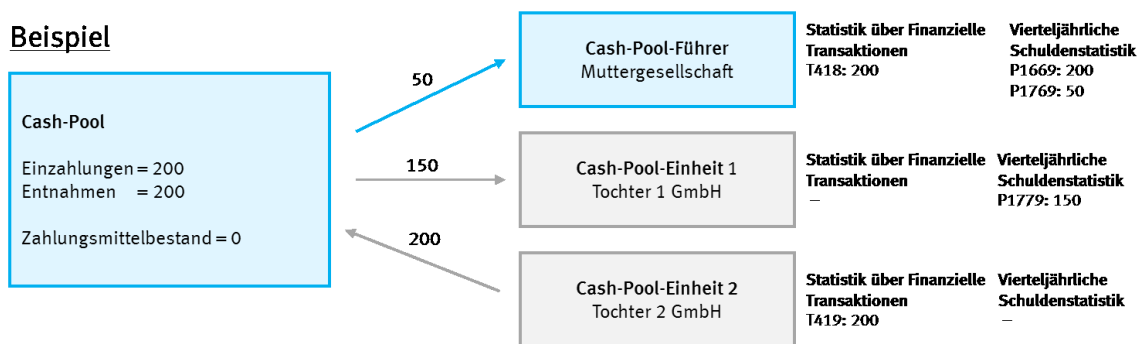 Beispiel
Cash-Pool
Einzahlungen = 200
Entnahmen = 200
Zahlungsmittelbestand = 0
50
150
200
Cash-Pool-Führer
Muttergesellschaft
Statistik über Finanzielle
Transaktionen
T418: 200
Vierteljährliche
Schuldenstatistik
P1669: 200
P1769: 50
Cash-Pool-Einheit 1
Tochter 1 GmbH
Statistik über Finanzielle
Transaktionen
–
Vierteljährliche
Schuldenstatistik
P1779: 150
Cash-Pool-Einheit 2
Tochter 2 GmbH
Statistik über Finanzielle
Transaktionen
T419: 200
Vierteljährliche
Schuldenstatistik
–